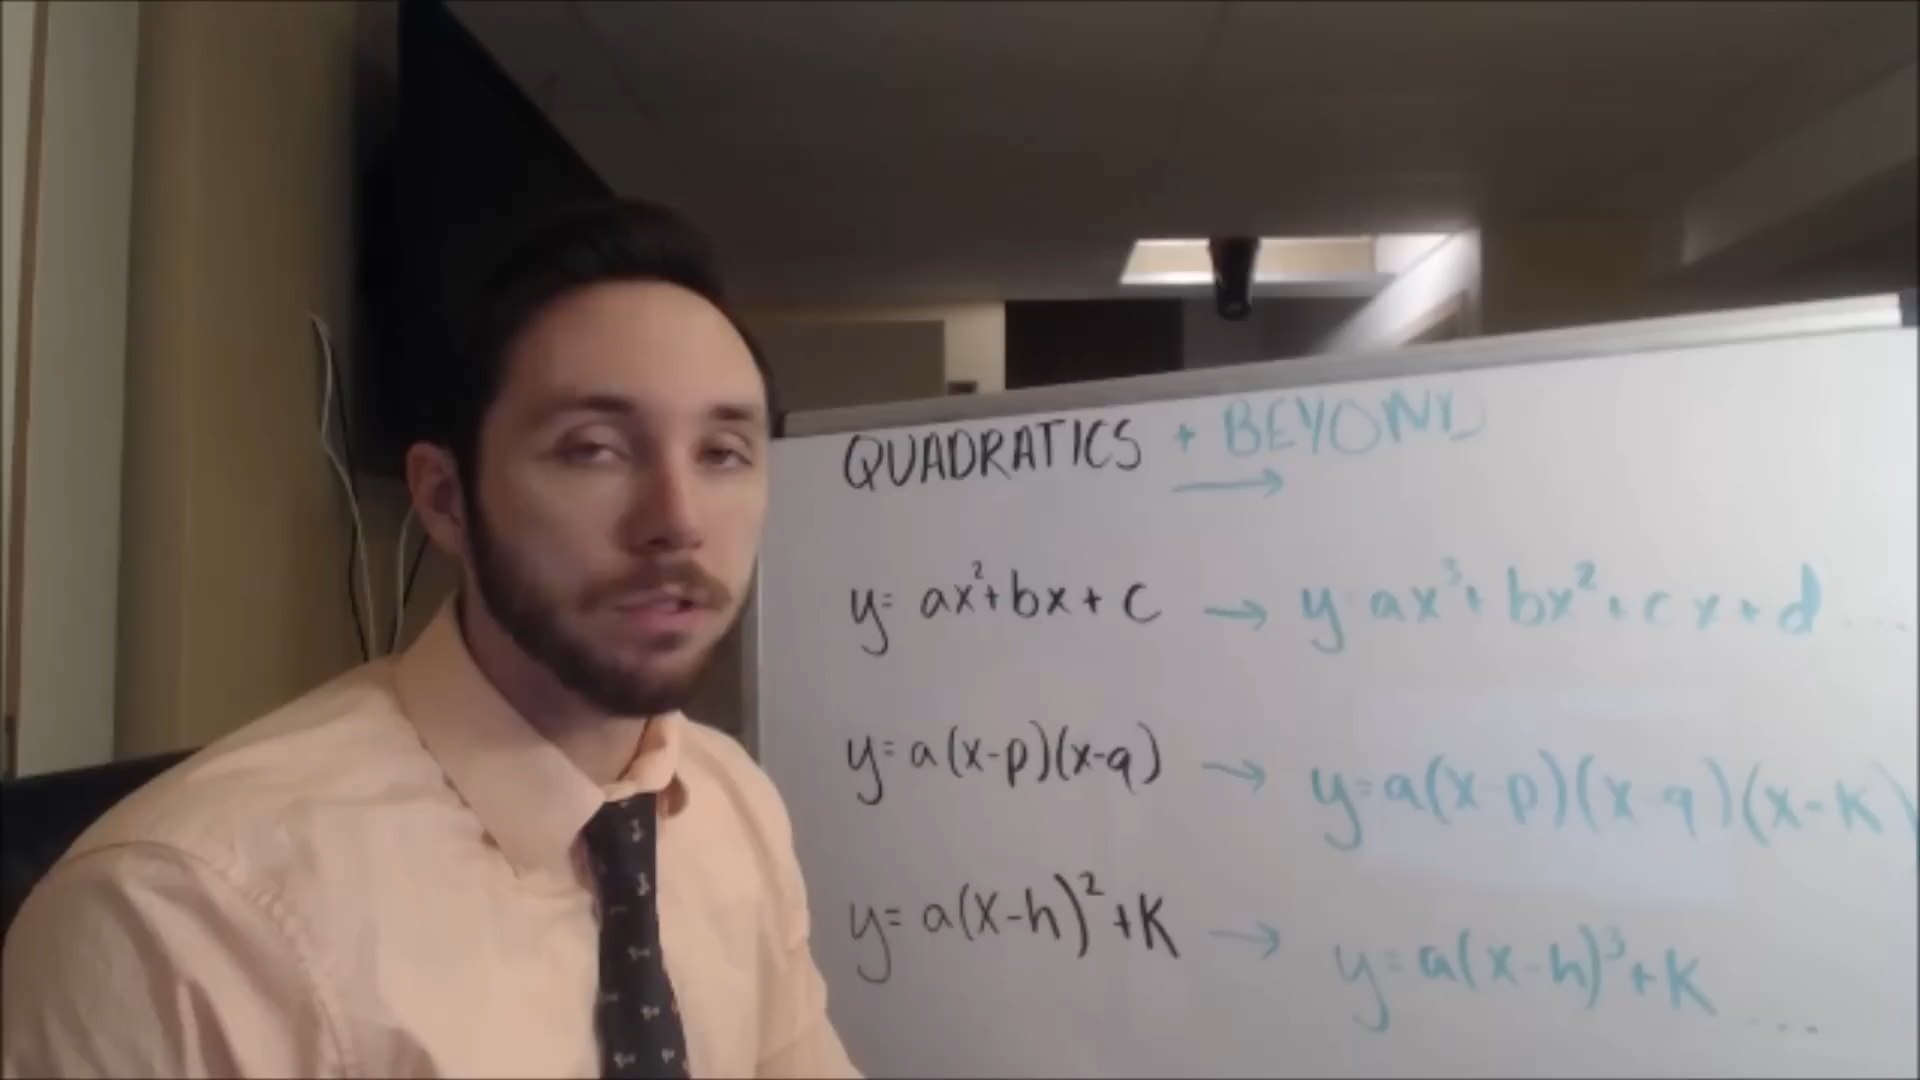 QUADRATICS + BEYOND
→
y= ax²+bx+c → y ax³+bx²+cx+d ...
y=a(x-p)(x-q) → y=a(x-p)(x-q)(x-k)
y=a(x-h)²+k → y=a(x-h)³+k
...